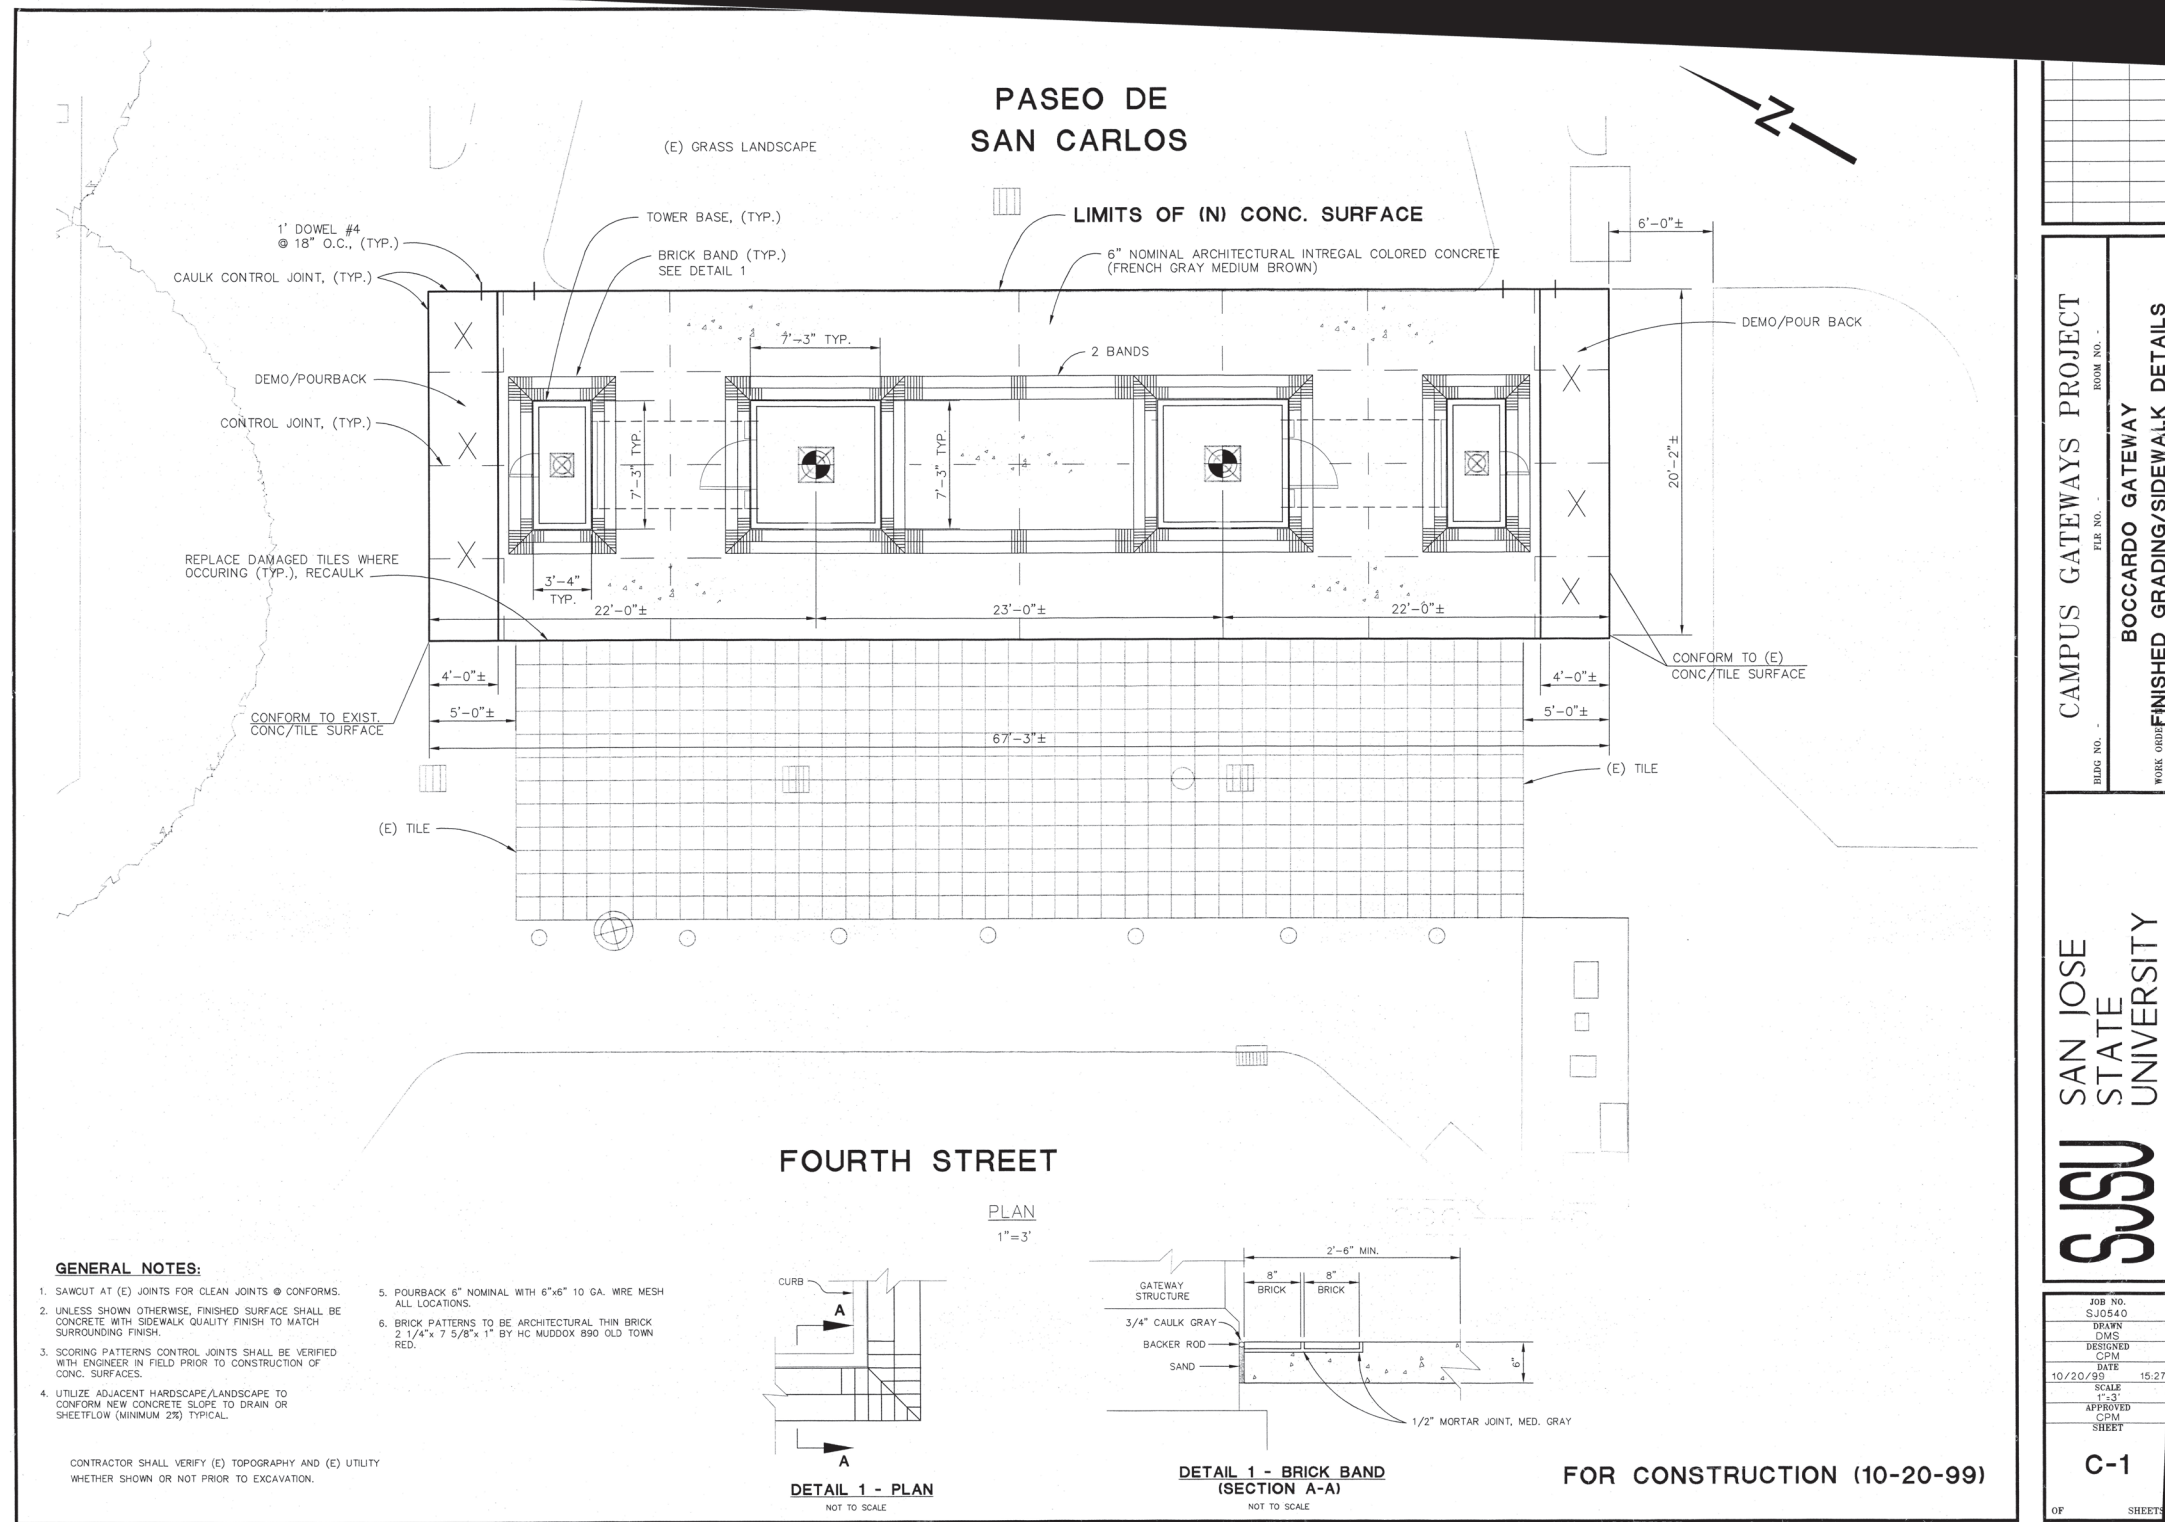 PASEO DE
SAN CARLOS
N
(E) GRASS LANDSCAPE
TOWER BASE, (TYP.)
LIMITS OF (N) CONC. SURFACE
6'-0"±
1' DOWEL #4
@ 18" O.C., (TYP.)
BRICK BAND (TYP.)
SEE DETAIL 1
6" NOMINAL ARCHITECTURAL INTREGAL COLORED CONCRETE
(FRENCH GRAY MEDIUM BROWN)
CAULK CONTROL JOINT, (TYP.)
DEMO/POUR BACK
7'-3" TYP.
2 BANDS
DEMO/POURBACK
CONTROL JOINT, (TYP.)
7'-3" TYP.
7'-3" TYP.
20'-2"±
REPLACE DAMAGED TILES WHERE
OCCURING (TYP.), RECAULK
3'-4"
TYP.
22'-0"±
23'-0"±
22'-0"±
CONFORM TO (E)
CONC/TILE SURFACE
4'-0"±
4'-0"±
5'-0"±
5'-0"±
CONFORM TO EXIST.
CONC/TILE SURFACE
67'-3"±
(E) TILE
(E) TILE
FOURTH STREET
PLAN
1"=3'
GENERAL NOTES:
1. SAWCUT AT (E) JOINTS FOR CLEAN JOINTS @ CONFORMS.
2. UNLESS SHOWN OTHERWISE, FINISHED SURFACE SHALL BE
CONCRETE WITH SIDEWALK QUALITY FINISH TO MATCH
SURROUNDING FINISH.
3. SCORING PATTERNS CONTROL JOINTS SHALL BE VERIFIED
WITH ENGINEER IN FIELD PRIOR TO CONSTRUCTION OF
CONC. SURFACES.
4. UTILIZE ADJACENT HARDSCAPE/LANDSCAPE TO
CONFORM NEW CONCRETE SLOPE TO DRAIN OR
SHEETFLOW (MINIMUM 2%) TYPICAL.
5. POURBACK 6" NOMINAL WITH 6"x6" 10 GA. WIRE MESH
ALL LOCATIONS.
6. BRICK PATTERNS TO BE ARCHITECTURAL THIN BRICK
2 1/4"x 7 5/8"x 1" BY HC MUDDOX 890 OLD TOWN
RED.
CONTRACTOR SHALL VERIFY (E) TOPOGRAPHY AND (E) UTILITY
WHETHER SHOWN OR NOT PRIOR TO EXCAVATION.
CURB
A
A
DETAIL 1 - PLAN
NOT TO SCALE
2'-6" MIN.
GATEWAY
STRUCTURE
8"
BRICK
8"
BRICK
3/4" CAULK GRAY
BACKER ROD
SAND
6"
1/2" MORTAR JOINT, MED. GRAY
DETAIL 1 - BRICK BAND
(SECTION A-A)
NOT TO SCALE
FOR CONSTRUCTION (10-20-99)
CAMPUS GATEWAYS PROJECT
BLDG NO. - FLR NO. - ROOM NO. -
BOCCARDO GATEWAY
FINISHED GRADING/SIDEWALK DETAILS
WORK ORDE
SAN JOSE
STATE
UNIVERSITY
SJSU
JOB NO.
SJ0540
DRAWN
DMS
DESIGNED
CPM
DATE
10/20/99 15:27
SCALE
1"=3'
APPROVED
CPM
SHEET
C-1
OF SHEETS